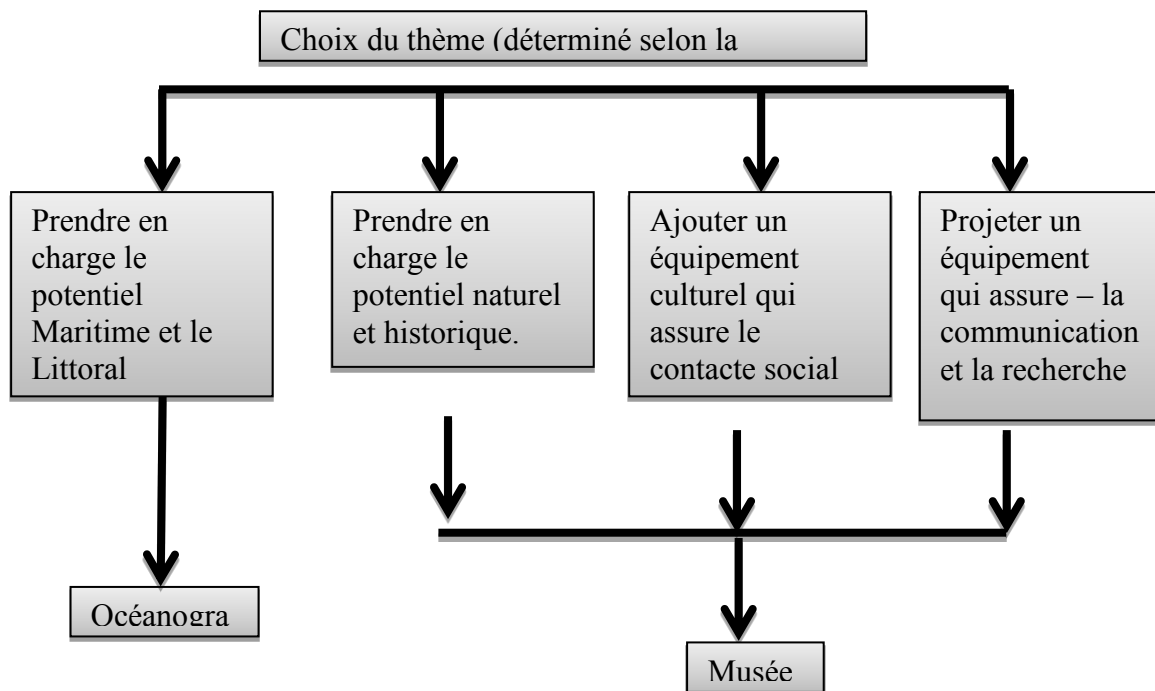 Choix du thème (déterminé selon la
Prendre en
charge le
potentiel
Maritime et le
Littoral
Prendre en
charge le
potentiel naturel
et historique.
Ajouter un
équipement
culturel qui
assure le
contacte social
Projeter un
équipement
qui assure – la
communication
et la recherche
Océanogra
Musée